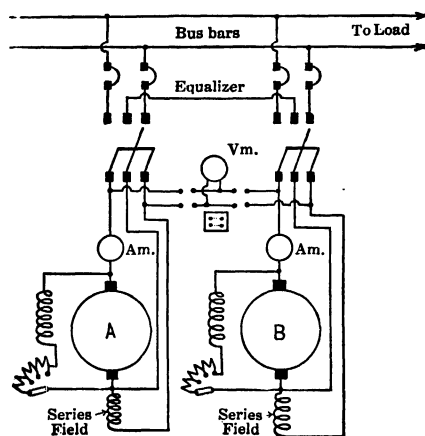 Bus bars
To Load
Equalizer
Vm.
Am.
Am.
A
B
Series
Field
Series
Field